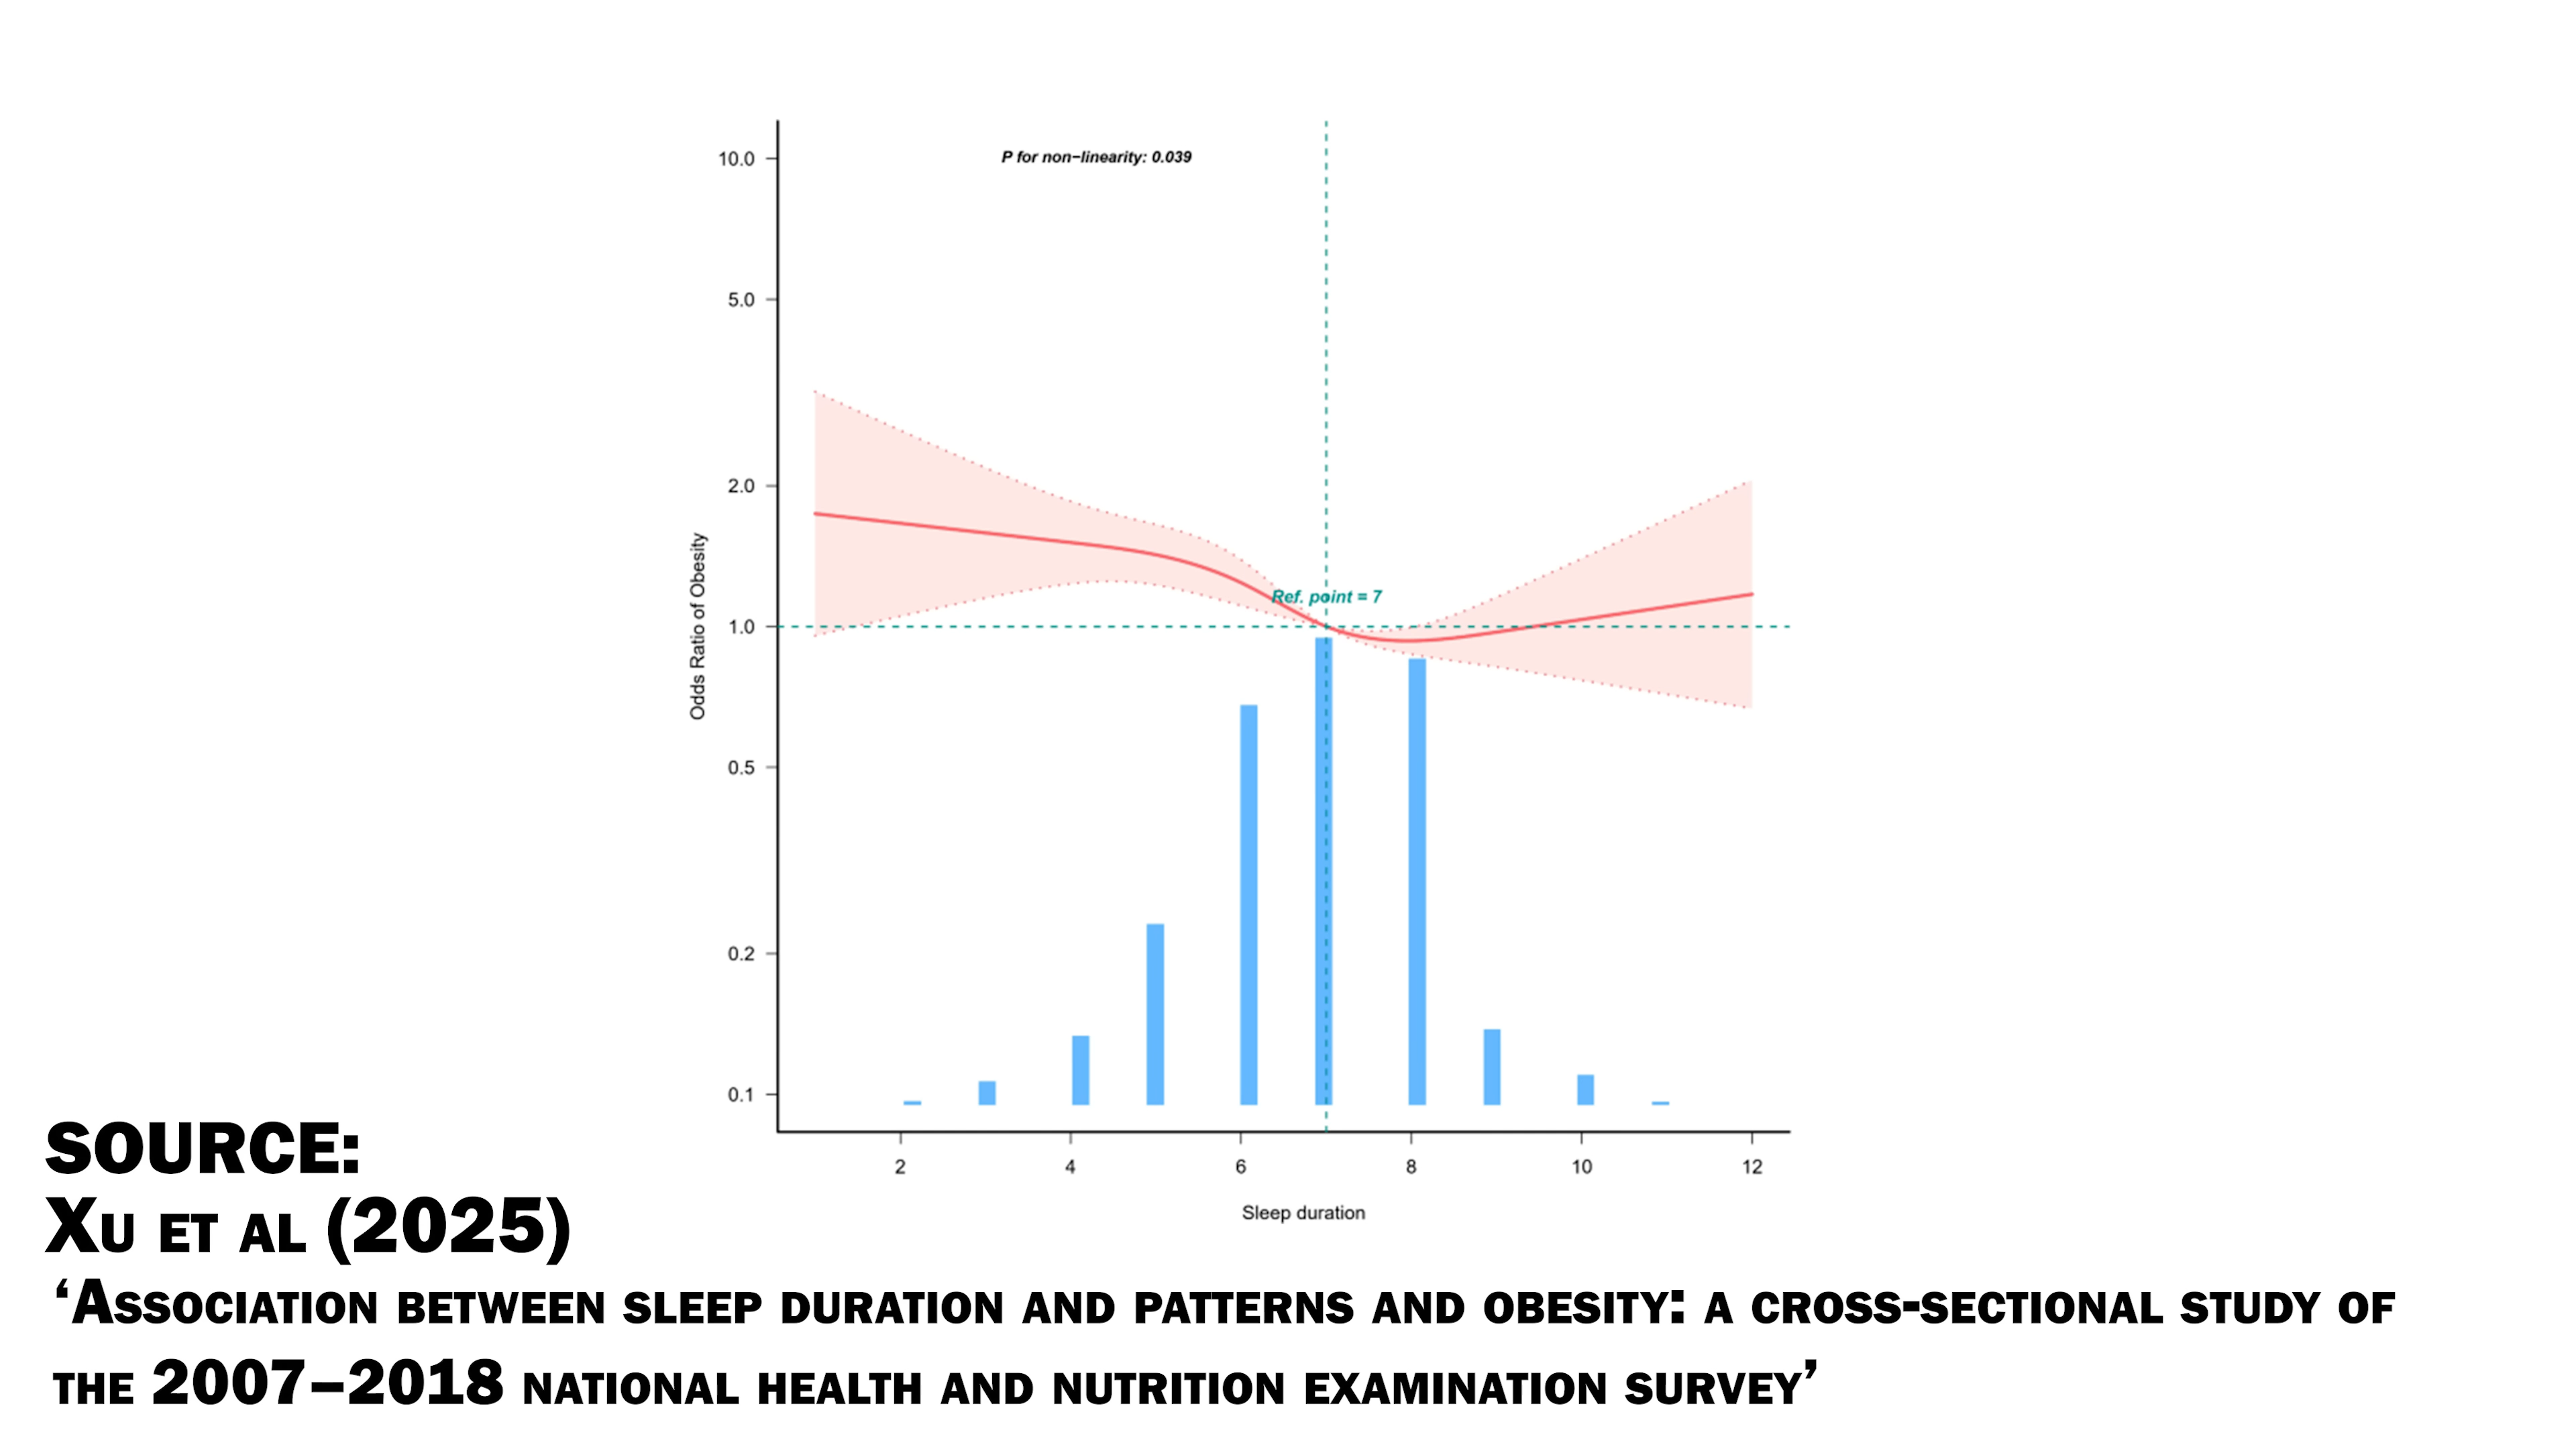 P for non−linearity: 0.039
10.0
5.0
2.0
1.0
0.5
0.2
0.1
Odds Ratio of Obesity
Ref. point = 7
2 4 6 8 10 12
Sleep duration
SOURCE:
Xu et al (2025)
‘Association between sleep duration and patterns and obesity: a cross-sectional study of
the 2007–2018 national health and nutrition examination survey’